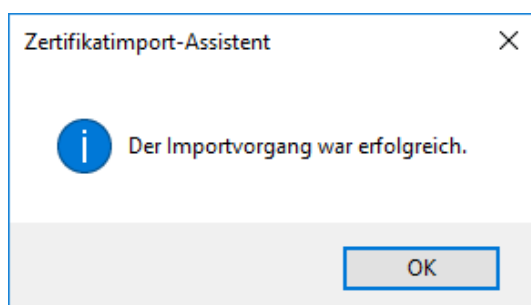 Zertifikatimport-Assistent
Der Importvorgang war erfolgreich.
OK